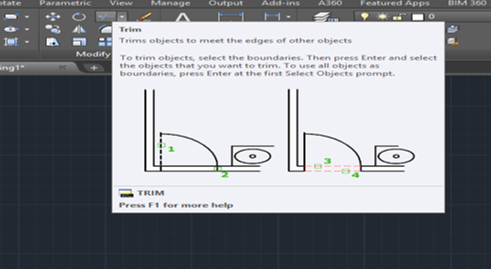 Parametric View Manage Output Add-ins A360 Featured Apps BIM 360
Modify
ng1*
Trim
Trims objects to meet the edges of other objects
To trim objects, select the boundaries. Then press Enter and select
the objects that you want to trim. To use all objects as
boundaries, press Enter at the first Select Objects prompt.
1
2
3
4
TRIM
Press F1 for more help